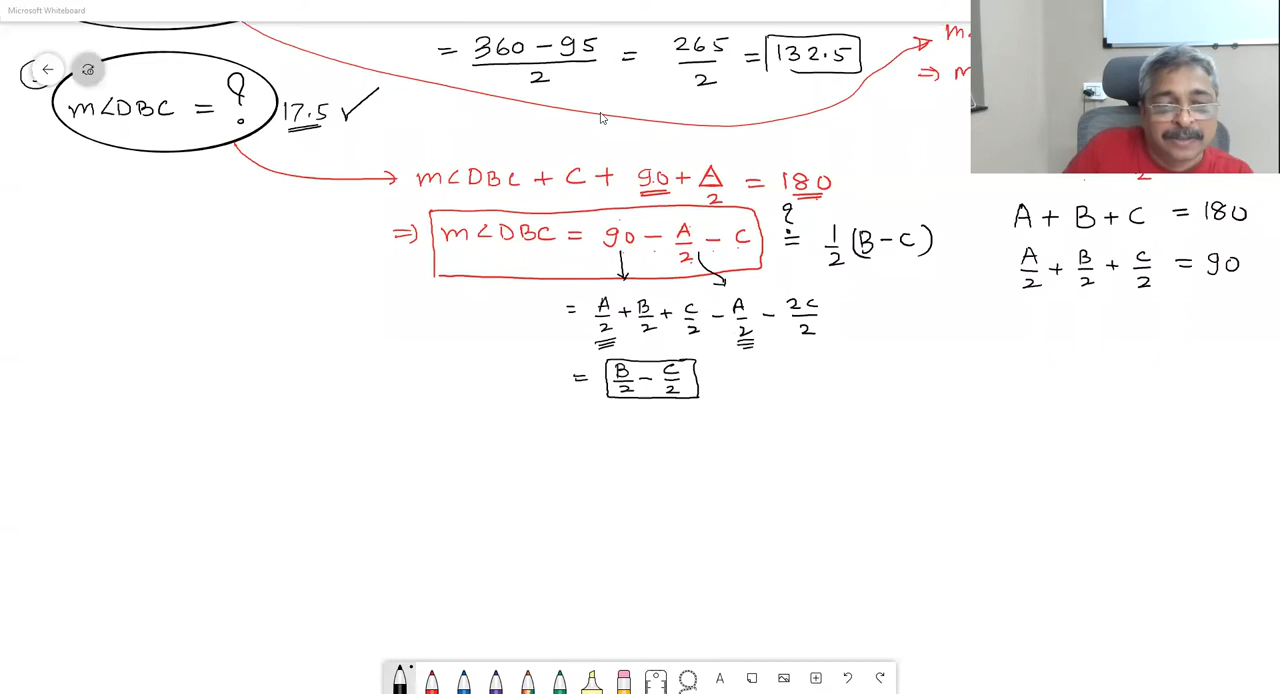 Microsoft Whiteboard
= 360 - 95 / 2 = 265 / 2 = 132.5
m∠DBC = ? 17.5 ✓
m∠DBC + C + 90 + A/2 = 180
⇒ m∠DBC = 90 - A/2 - C ?= 1/2 (B - C)
= A/2 + B/2 + C/2 - A/2 - 2C/2
= B/2 - C/2
A + B + C = 180
A/2 + B/2 + C/2 = 90